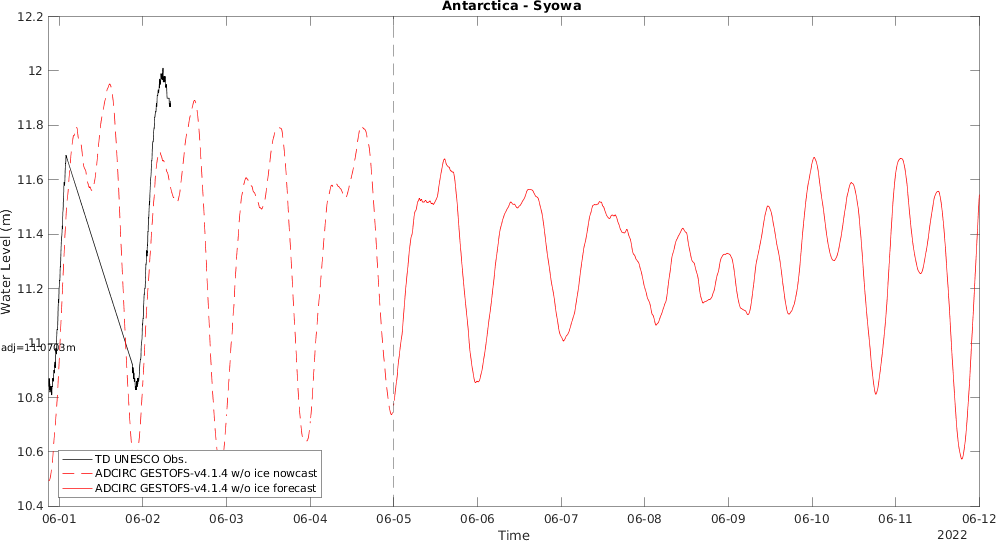 Antarctica - Syowa
12.2
12
11.8
11.6
11.4
11.2
11
10.8
10.6
10.4
Water Level (m)
adj=11.0703m
TD UNESCO Obs.
ADCIRC GESTOFS-v4.1.4 w/o ice nowcast
ADCIRC GESTOFS-v4.1.4 w/o ice forecast
06-01 06-02 06-03 06-04 06-05 06-06 06-07 06-08 06-09 06-10 06-11 06-12
Time
2022